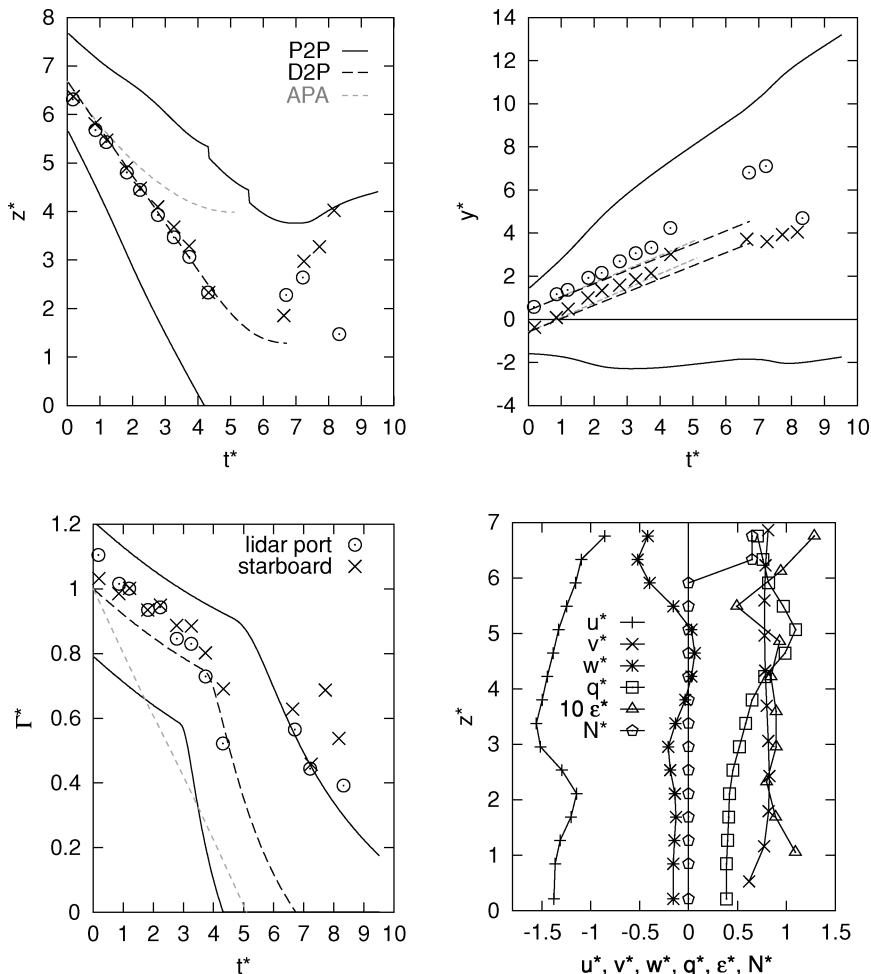 8
7
6
5
4
3
2
1
0
z*
P2P
D2P
APA
0 1 2 3 4 5 6 7 8 9 10
t*
14
12
10
8
6
4
2
0
-2
-4
y*
0 1 2 3 4 5 6 7 8 9 10
t*
1.2
1
0.8
0.6
0.4
0.2
0
Γ*
lidar port
starboard
0 1 2 3 4 5 6 7 8 9 10
t*
7
6
5
4
3
2
1
0
z*
u*
v*
w*
q*
10 ε*
N*
-1.5 -1 -0.5 0 0.5 1 1.5
u*, v*, w*, q*, ε*, N*